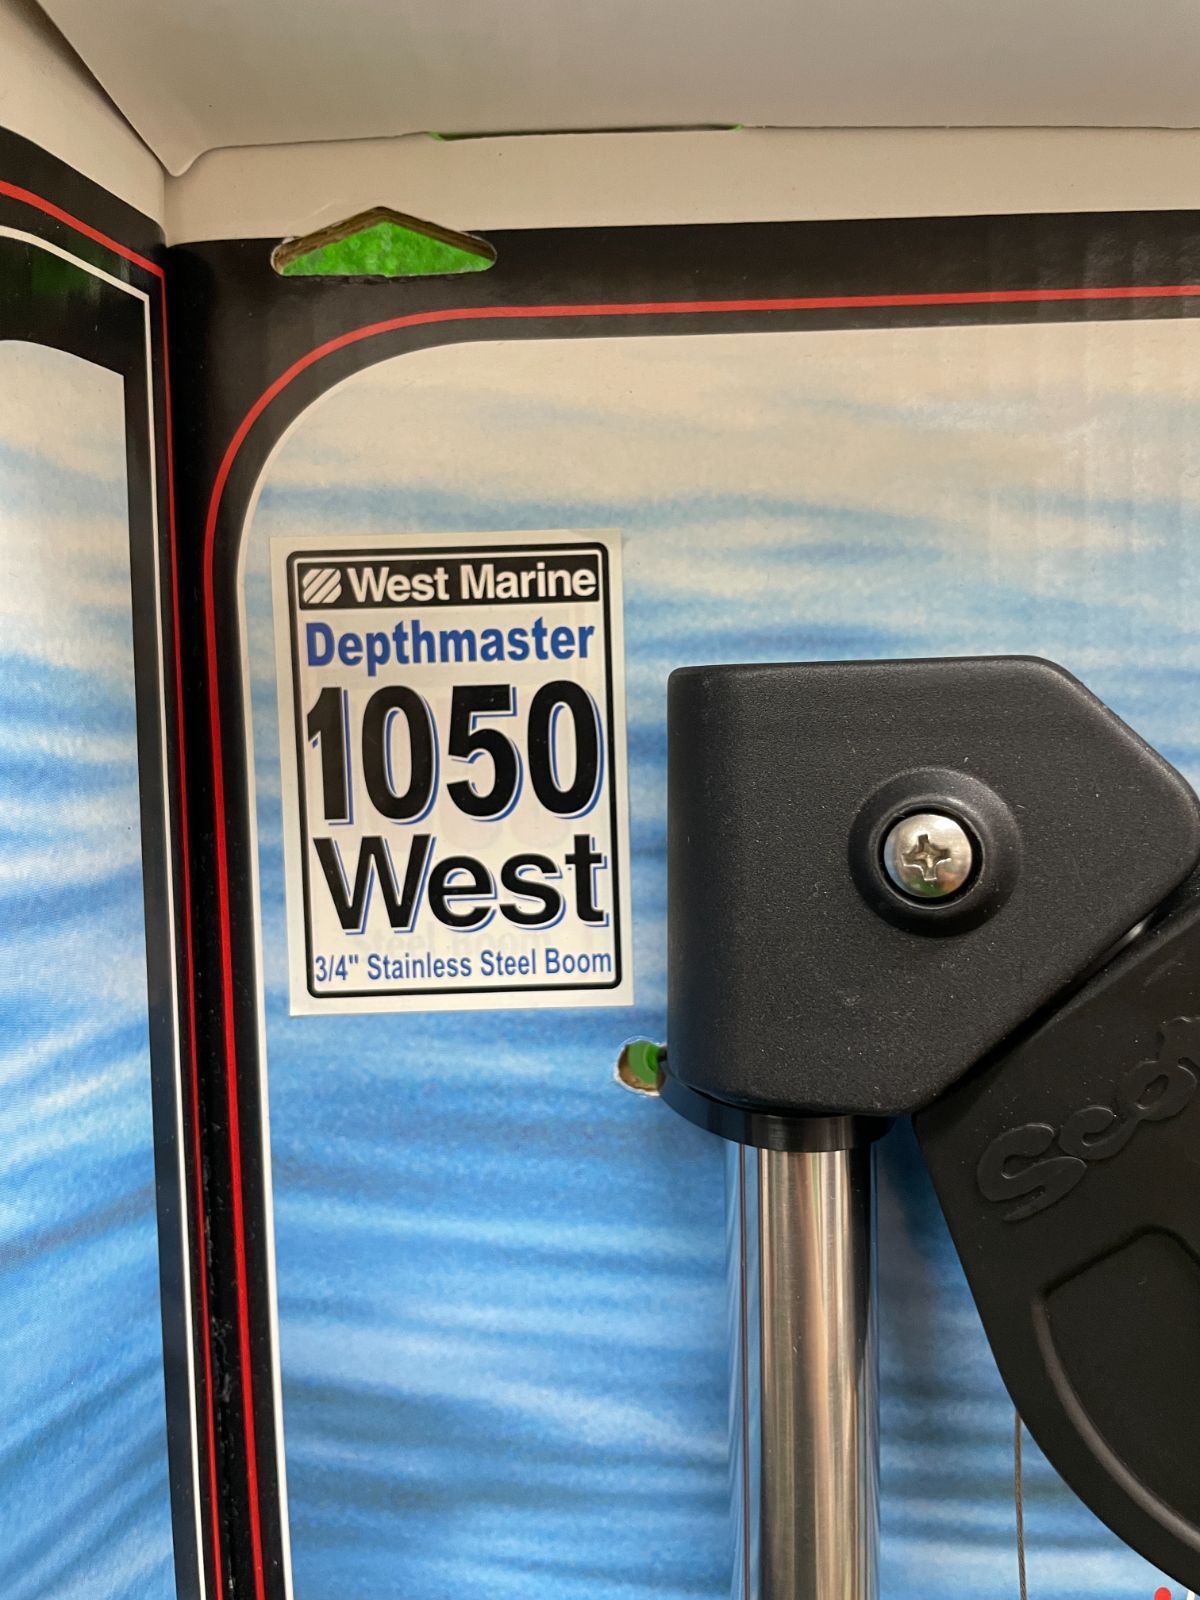 West Marine
Depthmaster
1050
West
3/4" Stainless Steel Boom